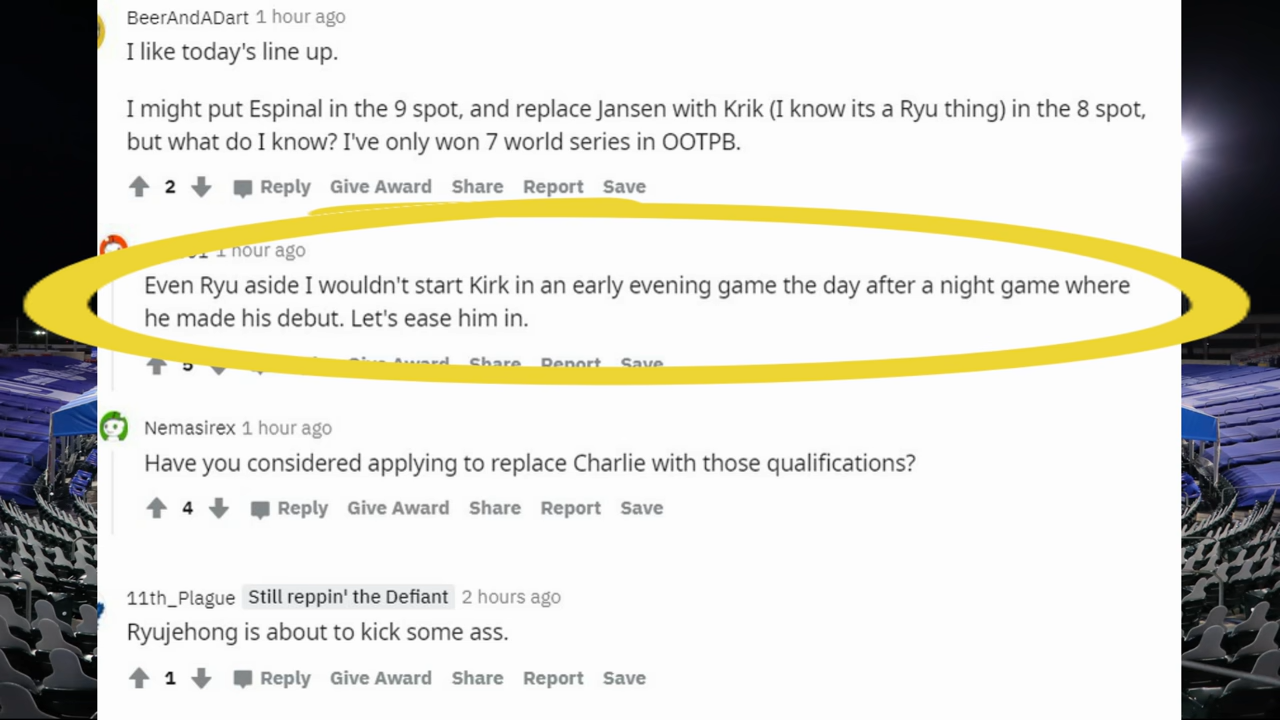 BeerAndADart 1 hour ago
I like today's line up.
I might put Espinal in the 9 spot, and replace Jansen with Krik (I know its a Ryu thing) in the 8 spot,
but what do I know? I've only won 7 world series in OOTPB.
2 Reply Give Award Share Report Save
1 hour ago
Even Ryu aside I wouldn't start Kirk in an early evening game the day after a night game where
he made his debut. Let's ease him in.
5 Give Award Share Report Save
Nemasirex 1 hour ago
Have you considered applying to replace Charlie with those qualifications?
4 Reply Give Award Share Report Save
11th_Plague Still reppin' the Defiant 2 hours ago
Ryujehong is about to kick some ass.
1 Reply Give Award Share Report Save